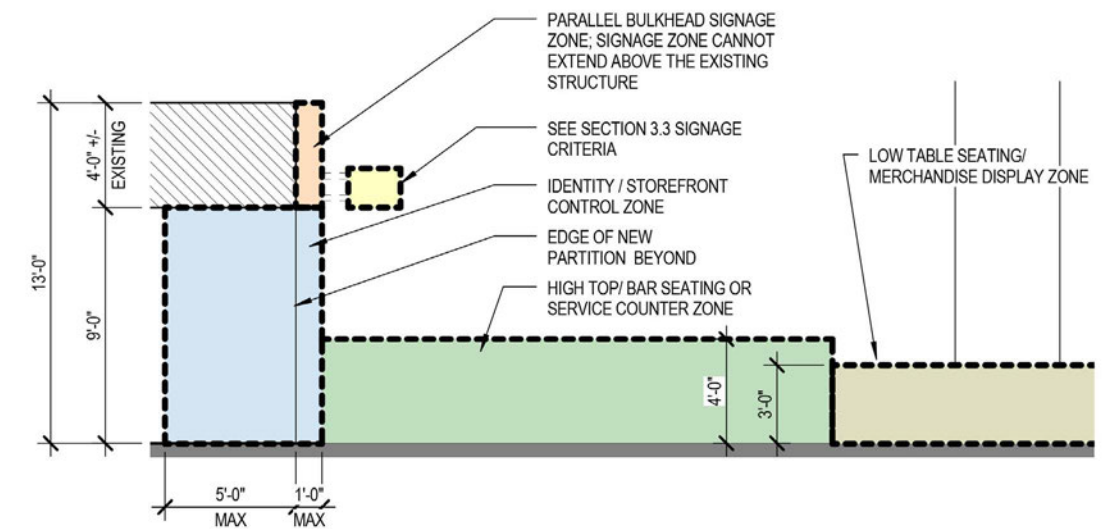 PARALLEL BULKHEAD SIGNAGE
ZONE; SIGNAGE ZONE CANNOT
EXTEND ABOVE THE EXISTING
STRUCTURE
SEE SECTION 3.3 SIGNAGE
CRITERIA
LOW TABLE SEATING/
MERCHANDISE DISPLAY ZONE
IDENTITY / STOREFRONT
CONTROL ZONE
EDGE OF NEW
PARTITION BEYOND
HIGH TOP/ BAR SEATING OR
SERVICE COUNTER ZONE
13'-0"
4'-0" +/-
EXISTING
9'-0"
4'-0"
3'-0"
5'-0"
MAX
1'-0"
MAX